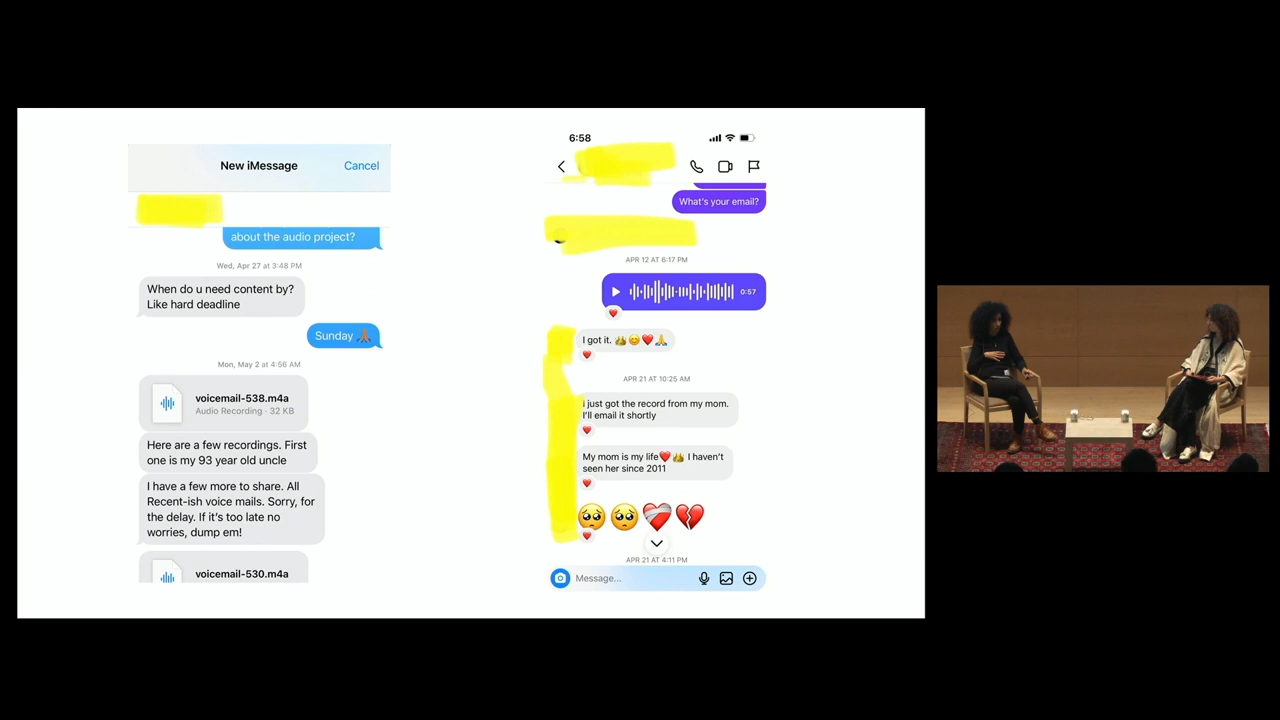 New iMessage
Cancel
about the audio project?
Wed, Apr 27 at 3:48 PM
When do u need content by?
Like hard deadline
Sunday 🙏🏾
Mon, May 2 at 4:56 AM
voicemail-538.m4a
Audio Recording · 32 KB
Here are a few recordings. First
one is my 93 year old uncle
I have a few more to share. All
Recent-ish voice mails. Sorry, for
the delay. If it's too late no
worries, dump em!
voicemail-530.m4a
6:58
What's your email?
APR 12 AT 6:17 PM
0:57
I got it.
APR 21 AT 10:25 AM
I just got the record from my mom.
I'll email it shortly
My mom is my life❤️👑 I haven't
seen her since 2011
APR 21 AT 4:11 PM
Message...